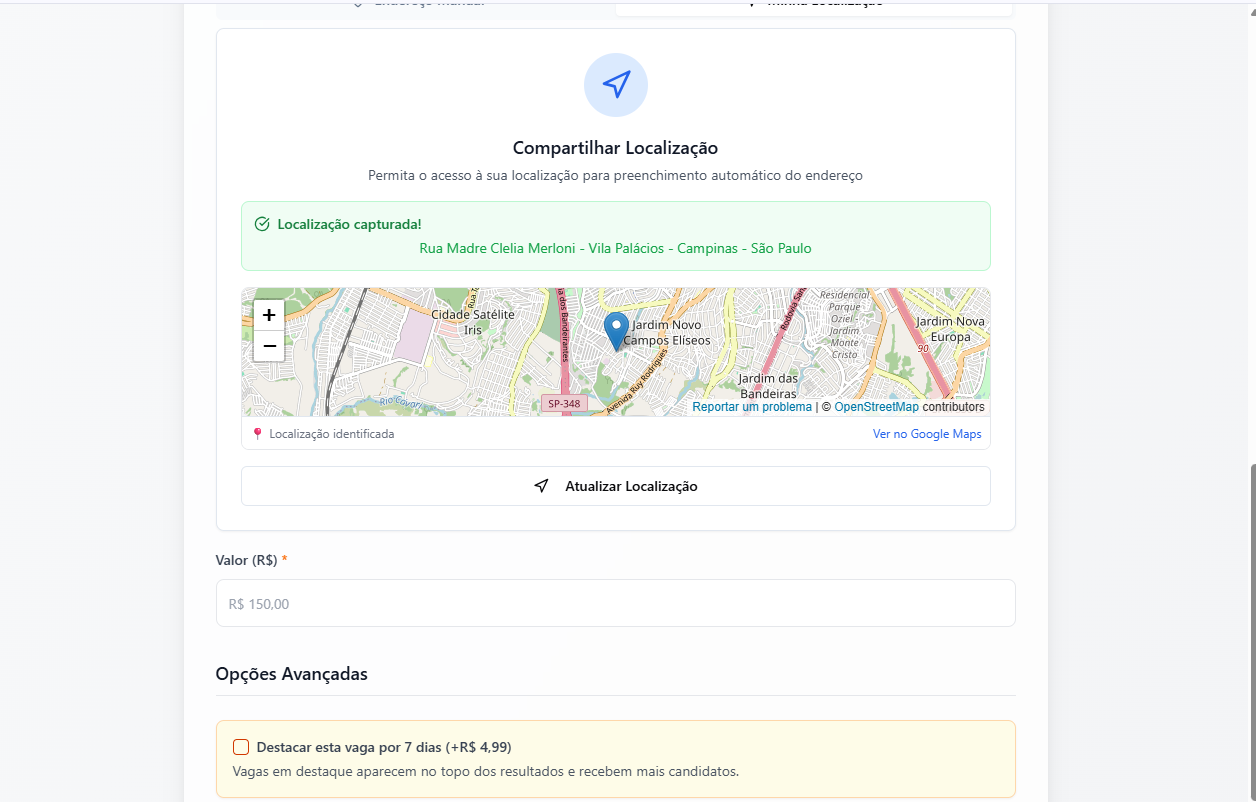 Compartilhar Localização
Permita o acesso à sua localização para preenchimento automático do endereço
Localização capturada!
Rua Madre Clelia Merloni - Vila Palácios - Campinas - São Paulo
+
−
Cidade Satélite
Iris
Rua
ia dos Bandeirantes
Jardim Novo
Campos Elíseos
Rodovia San
Residencial
Parque
Oziel -
Jardim
Monte
Cristo
Jardim Nova
Europa
90
Jardim das
Bandeiras
Avenida Ruy Rodrigues
Rio Capivari
SP-348
Reportar um problema | © OpenStreetMap contributors
Localização identificada
Ver no Google Maps
Atualizar Localização
Valor (R$) *
R$ 150,00
Opções Avançadas
Destacar esta vaga por 7 dias (+R$ 4,99)
Vagas em destaque aparecem no topo dos resultados e recebem mais candidatos.